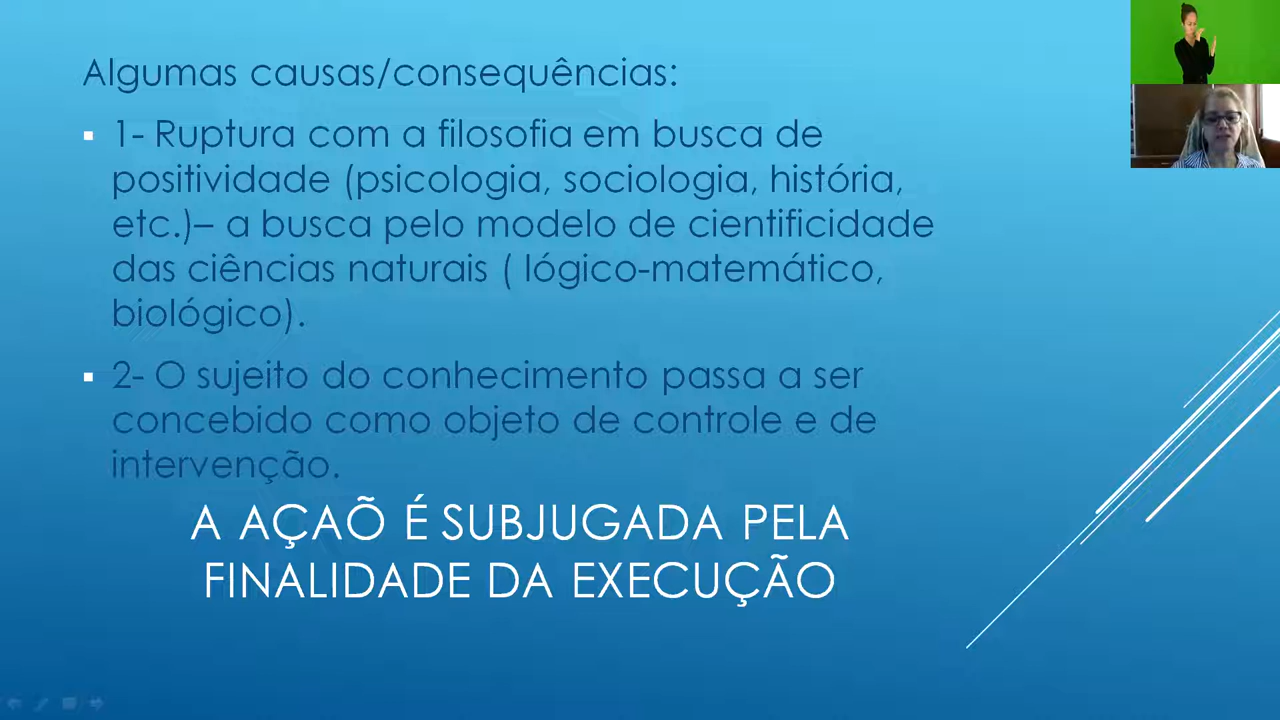 Algumas causas/consequências:
▪ 1- Ruptura com a filosofia em busca de
positividade (psicologia, sociologia, história,
etc.)– a busca pelo modelo de cientificidade
das ciências naturais ( lógico-matemático,
biológico).
▪ 2- O sujeito do conhecimento passa a ser
concebido como objeto de controle e de
intervenção.
A AÇAÕ É SUBJUGADA PELA
FINALIDADE DA EXECUÇÃO